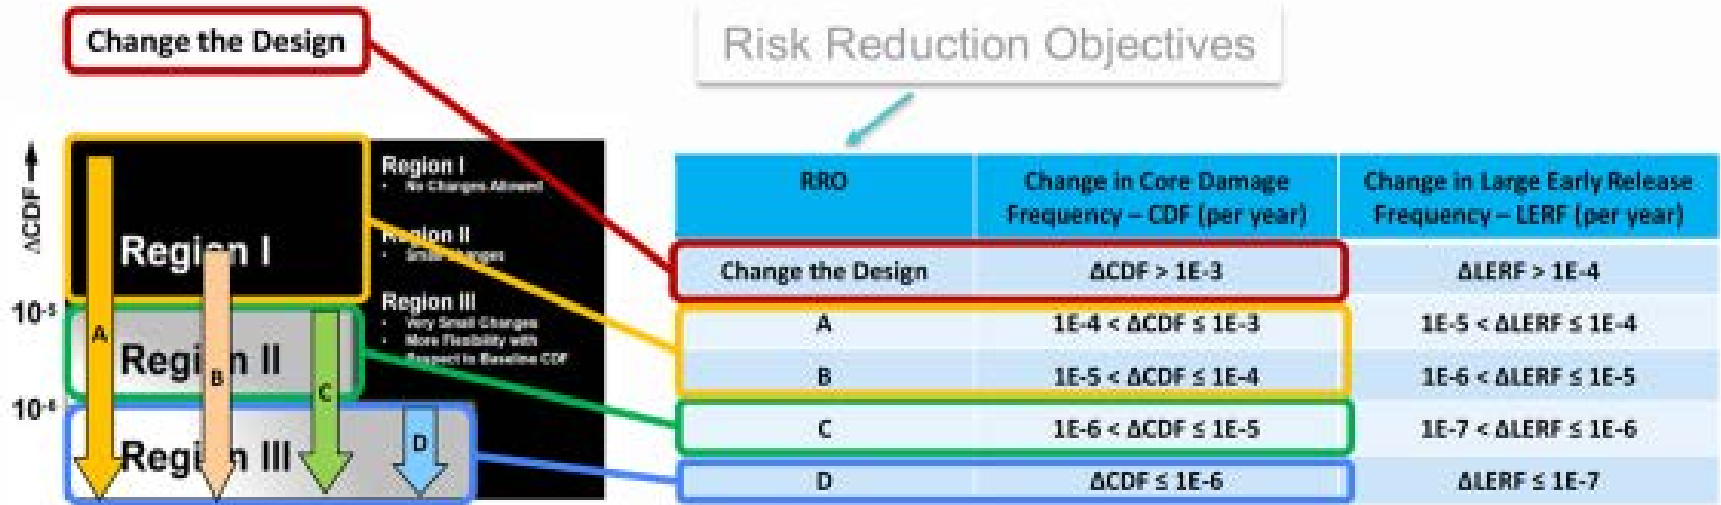 Change the Design
Risk Reduction Objectives
ΔCDF
Region I
10⁻⁵
Region II
10⁻⁶
Region III
A
B
C
D
Region I
• No Changes Allowed
Region II
• Small Changes
Region III
• Very Small Changes
• More Flexibility with
Respect to Baseline CDF
RRO
Change in Core Damage
Frequency – CDF (per year)
Change in Large Early Release
Frequency – LERF (per year)
Change the Design ΔCDF > 1E-3 ΔLERF > 1E-4
A 1E-4 < ΔCDF ≤ 1E-3 1E-5 < ΔLERF ≤ 1E-4
B 1E-5 < ΔCDF ≤ 1E-4 1E-6 < ΔLERF ≤ 1E-5
C 1E-6 < ΔCDF ≤ 1E-5 1E-7 < ΔLERF ≤ 1E-6
D ΔCDF ≤ 1E-6 ΔLERF ≤ 1E-7